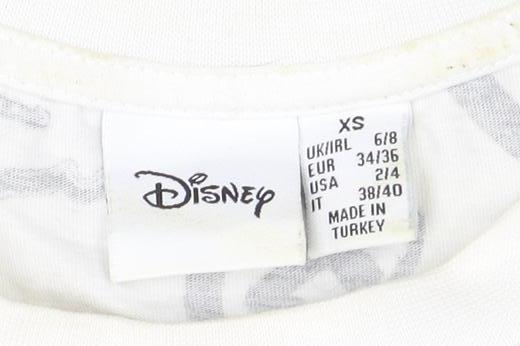 Disney
XS
UK/IRL 6/8
EUR 34/36
USA 2/4
IT 38/40
MADE IN
TURKEY